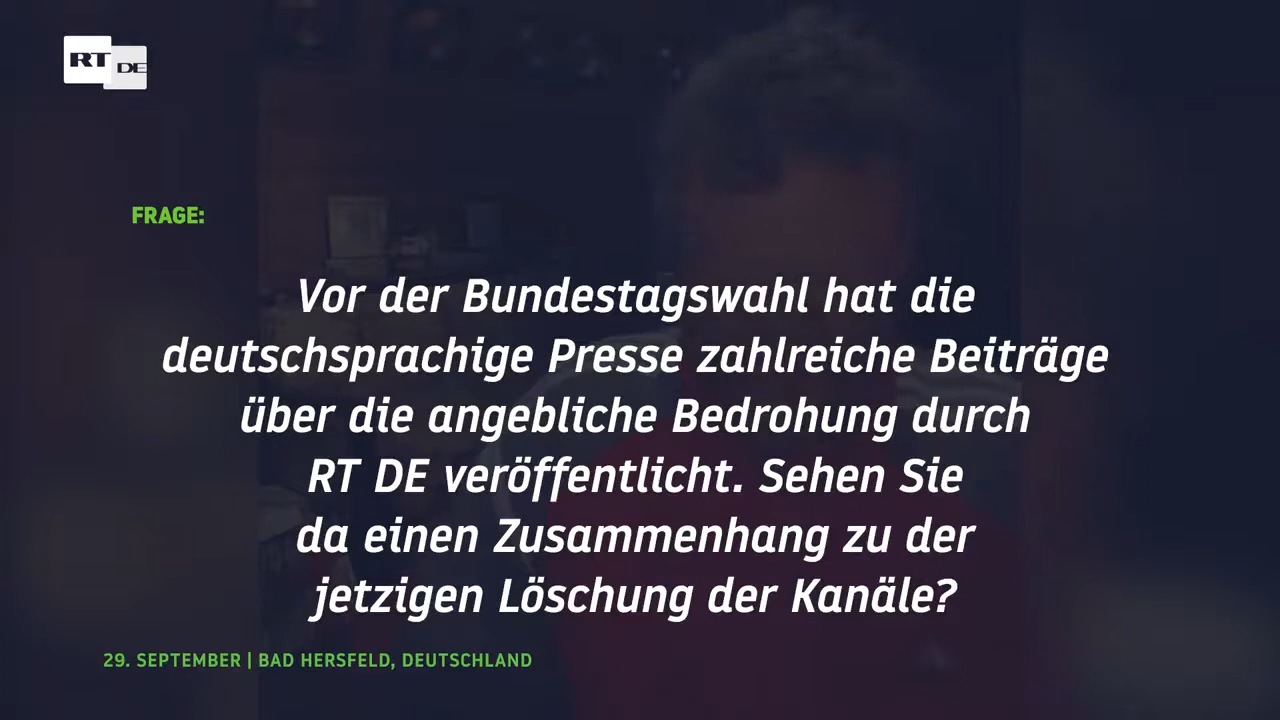 RT DE
FRAGE:
Vor der Bundestagswahl hat die
deutschsprachige Presse zahlreiche Beiträge
über die angebliche Bedrohung durch
RT DE veröffentlicht. Sehen Sie
da einen Zusammenhang zu der
jetzigen Löschung der Kanäle?
29. SEPTEMBER | BAD HERSFELD, DEUTSCHLAND